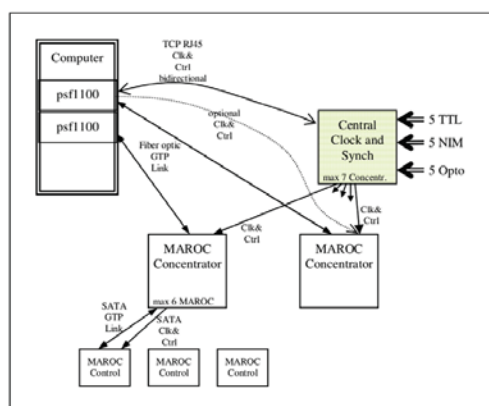 Computer
psf1100
psf1100
TCP RJ45
Clk&
Ctrl
bidirectional
optional
Clk&
Ctrl
Fiber optic
GTP
Link
Central
Clock and
Synch
max 7 Concentr.
5 TTL
5 NIM
5 Opto
Clk&
Ctrl
Clk&
Ctrl
MAROC
Concentrator
max 6 MAROC
MAROC
Concentrator
SATA
GTP
Link
SATA
Clk&
Ctrl
MAROC
Control
MAROC
Control
MAROC
Control